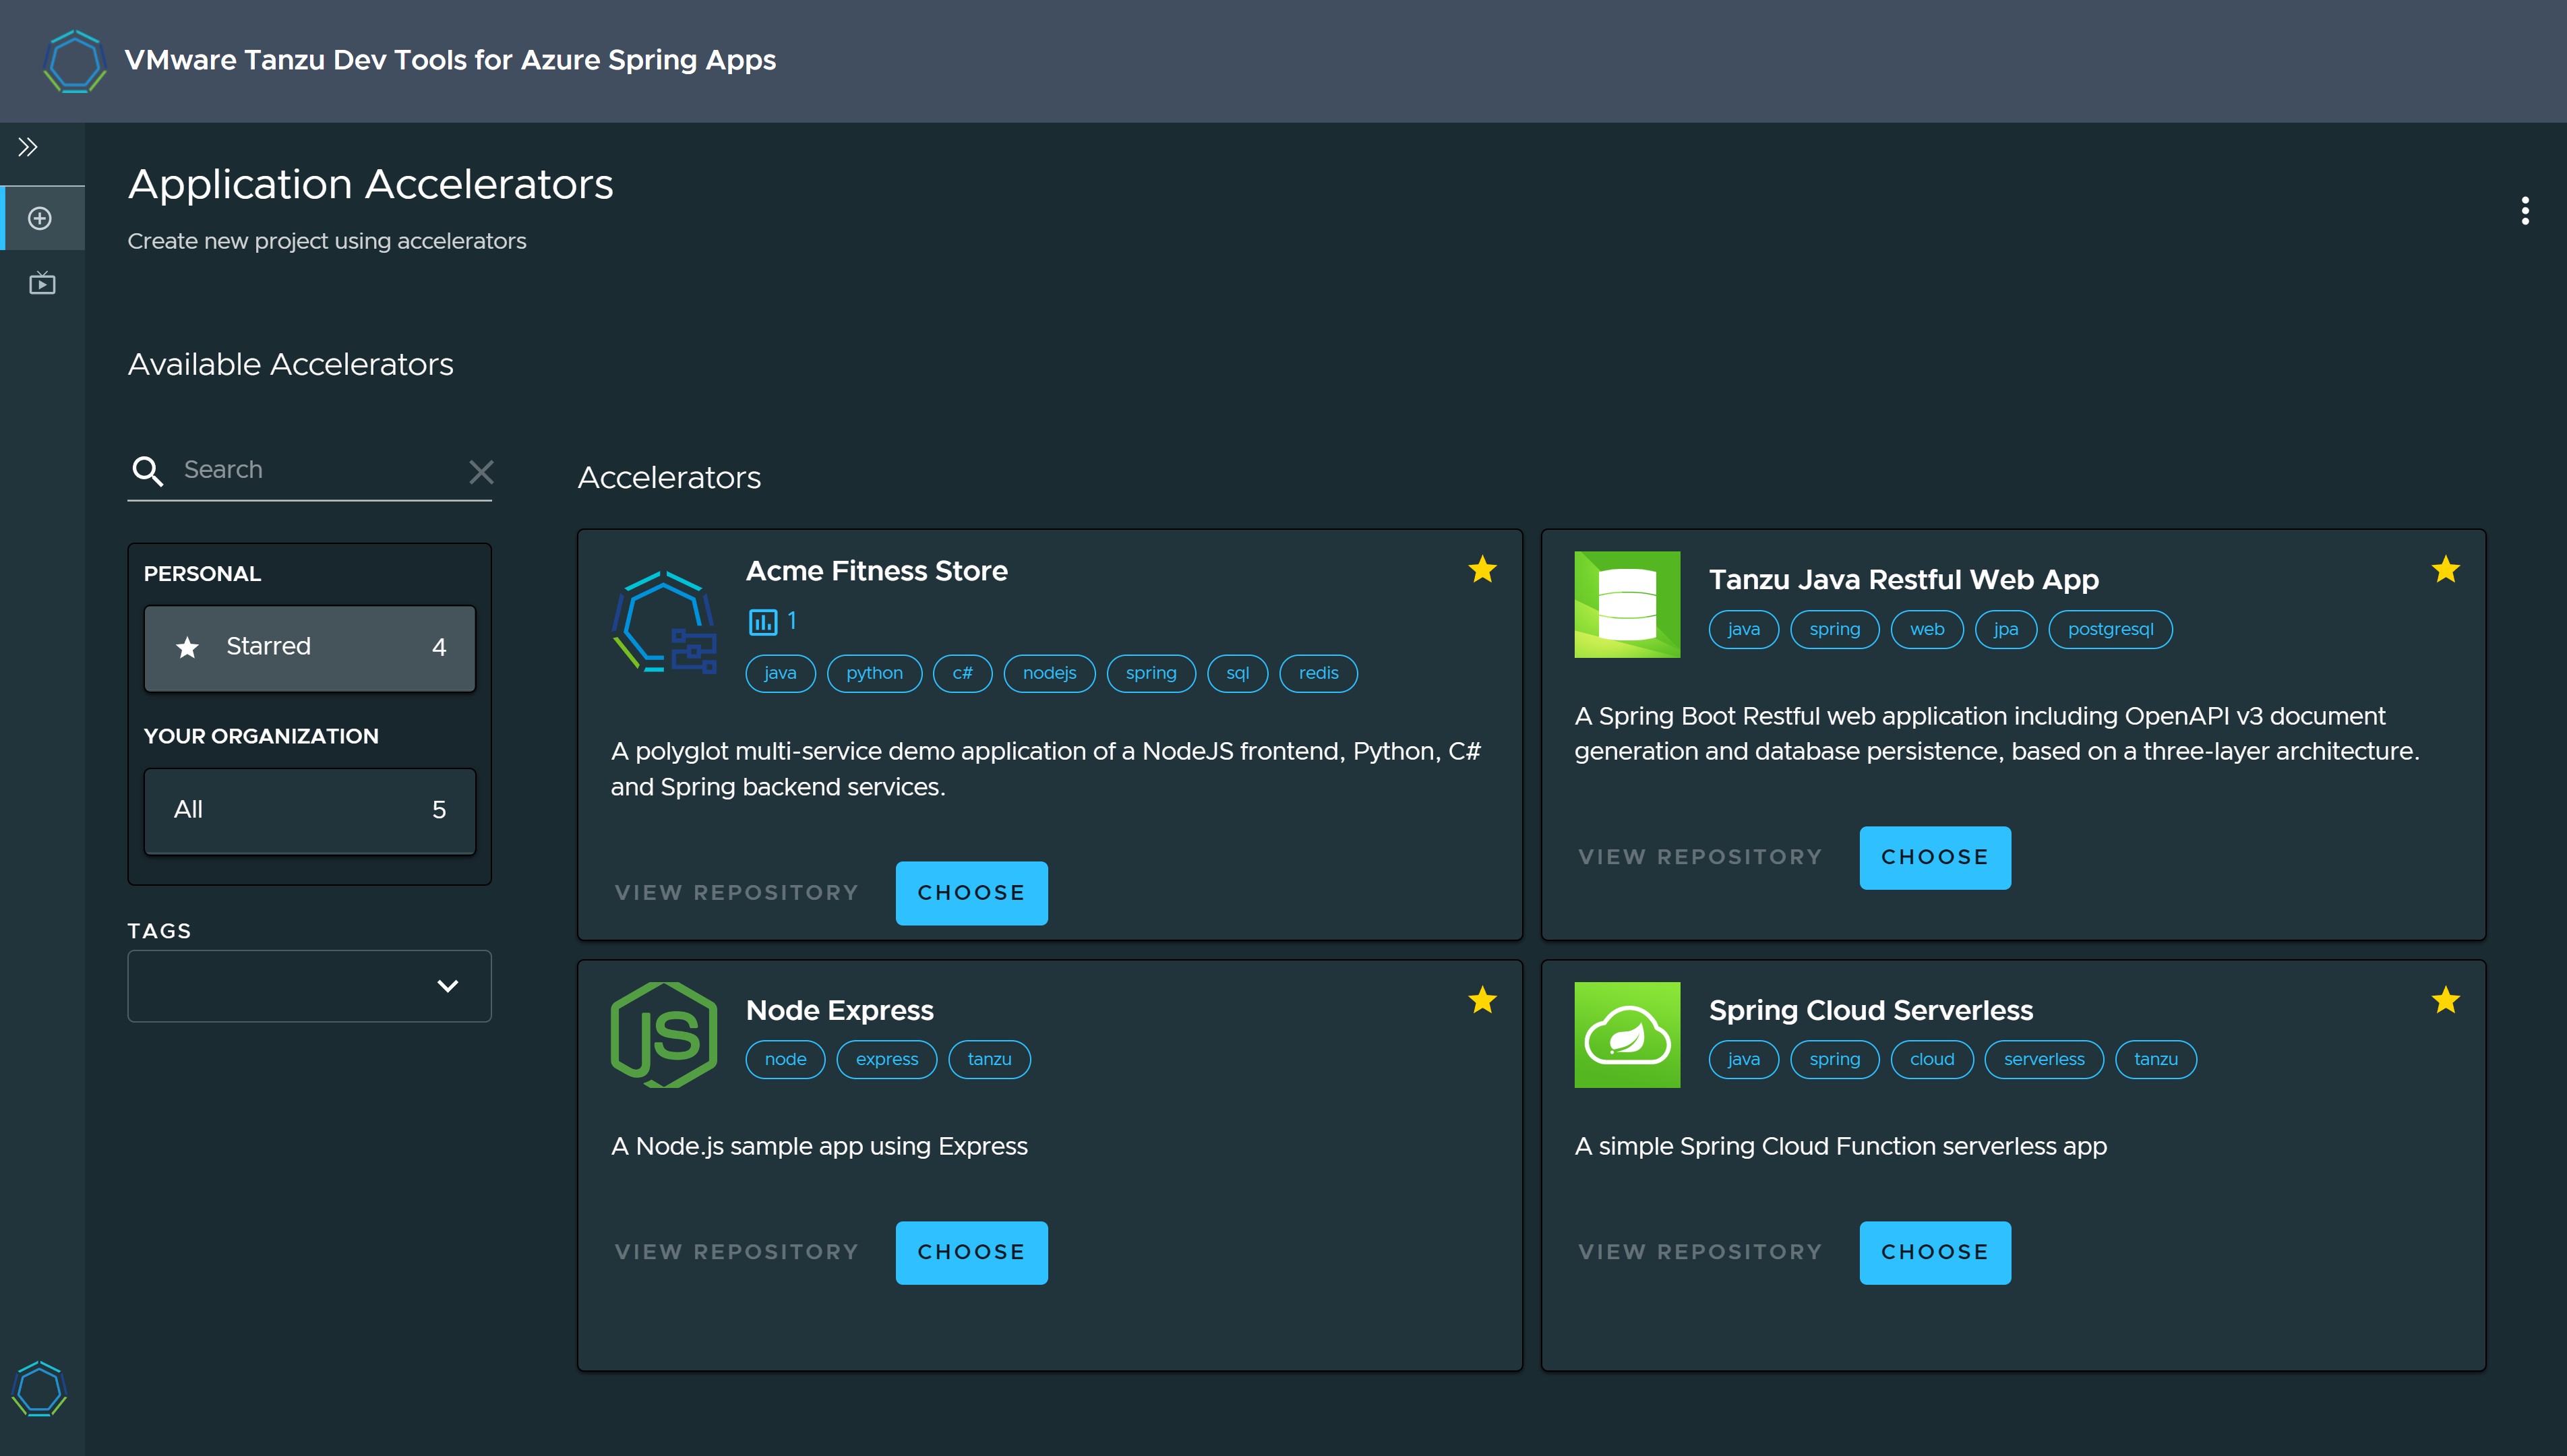 VMware Tanzu Dev Tools for Azure Spring Apps
Application Accelerators
Create new project using accelerators
Available Accelerators
Search
PERSONAL
Starred 4
YOUR ORGANIZATION
All 5
TAGS
Accelerators
Acme Fitness Store
1
java python c# nodejs spring sql redis
A polyglot multi-service demo application of a NodeJS frontend, Python, C#
and Spring backend services.
VIEW REPOSITORY CHOOSE
Tanzu Java Restful Web App
java spring web jpa postgresql
A Spring Boot Restful web application including OpenAPI v3 document
generation and database persistence, based on a three-layer architecture.
VIEW REPOSITORY CHOOSE
JS
Node Express
node express tanzu
A Node.js sample app using Express
VIEW REPOSITORY CHOOSE
Spring Cloud Serverless
java spring cloud serverless tanzu
A simple Spring Cloud Function serverless app
VIEW REPOSITORY CHOOSE